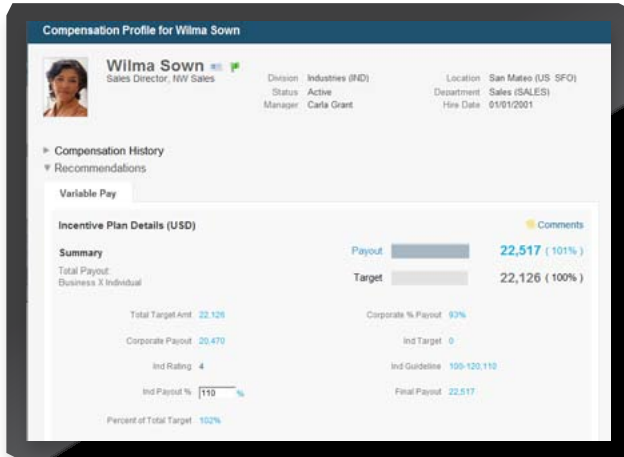 Compensation Profile for Wilma Sown
Wilma Sown
Sales Director, NW Sales
Division Industries (IND)
Status Active
Manager Carla Grant
Location San Mateo (US SFO)
Department Sales (SALES)
Hire Date 01/01/2001
Compensation History
Recommendations
Variable Pay
Incentive Plan Details (USD)
Comments
Summary
Total Payout:
Business X Individual
Payout 22,517 (101%)
Target 22,126 (100%)
Total Target Amt 22,126
Corporate % Payout 93%
Corporate Payout 20,470
Ind Target 0
Ind Rating 4
Ind Guideline 100-120,110
Ind Payout % 110 %
Final Payout 22,517
Percent of Total Target 102%